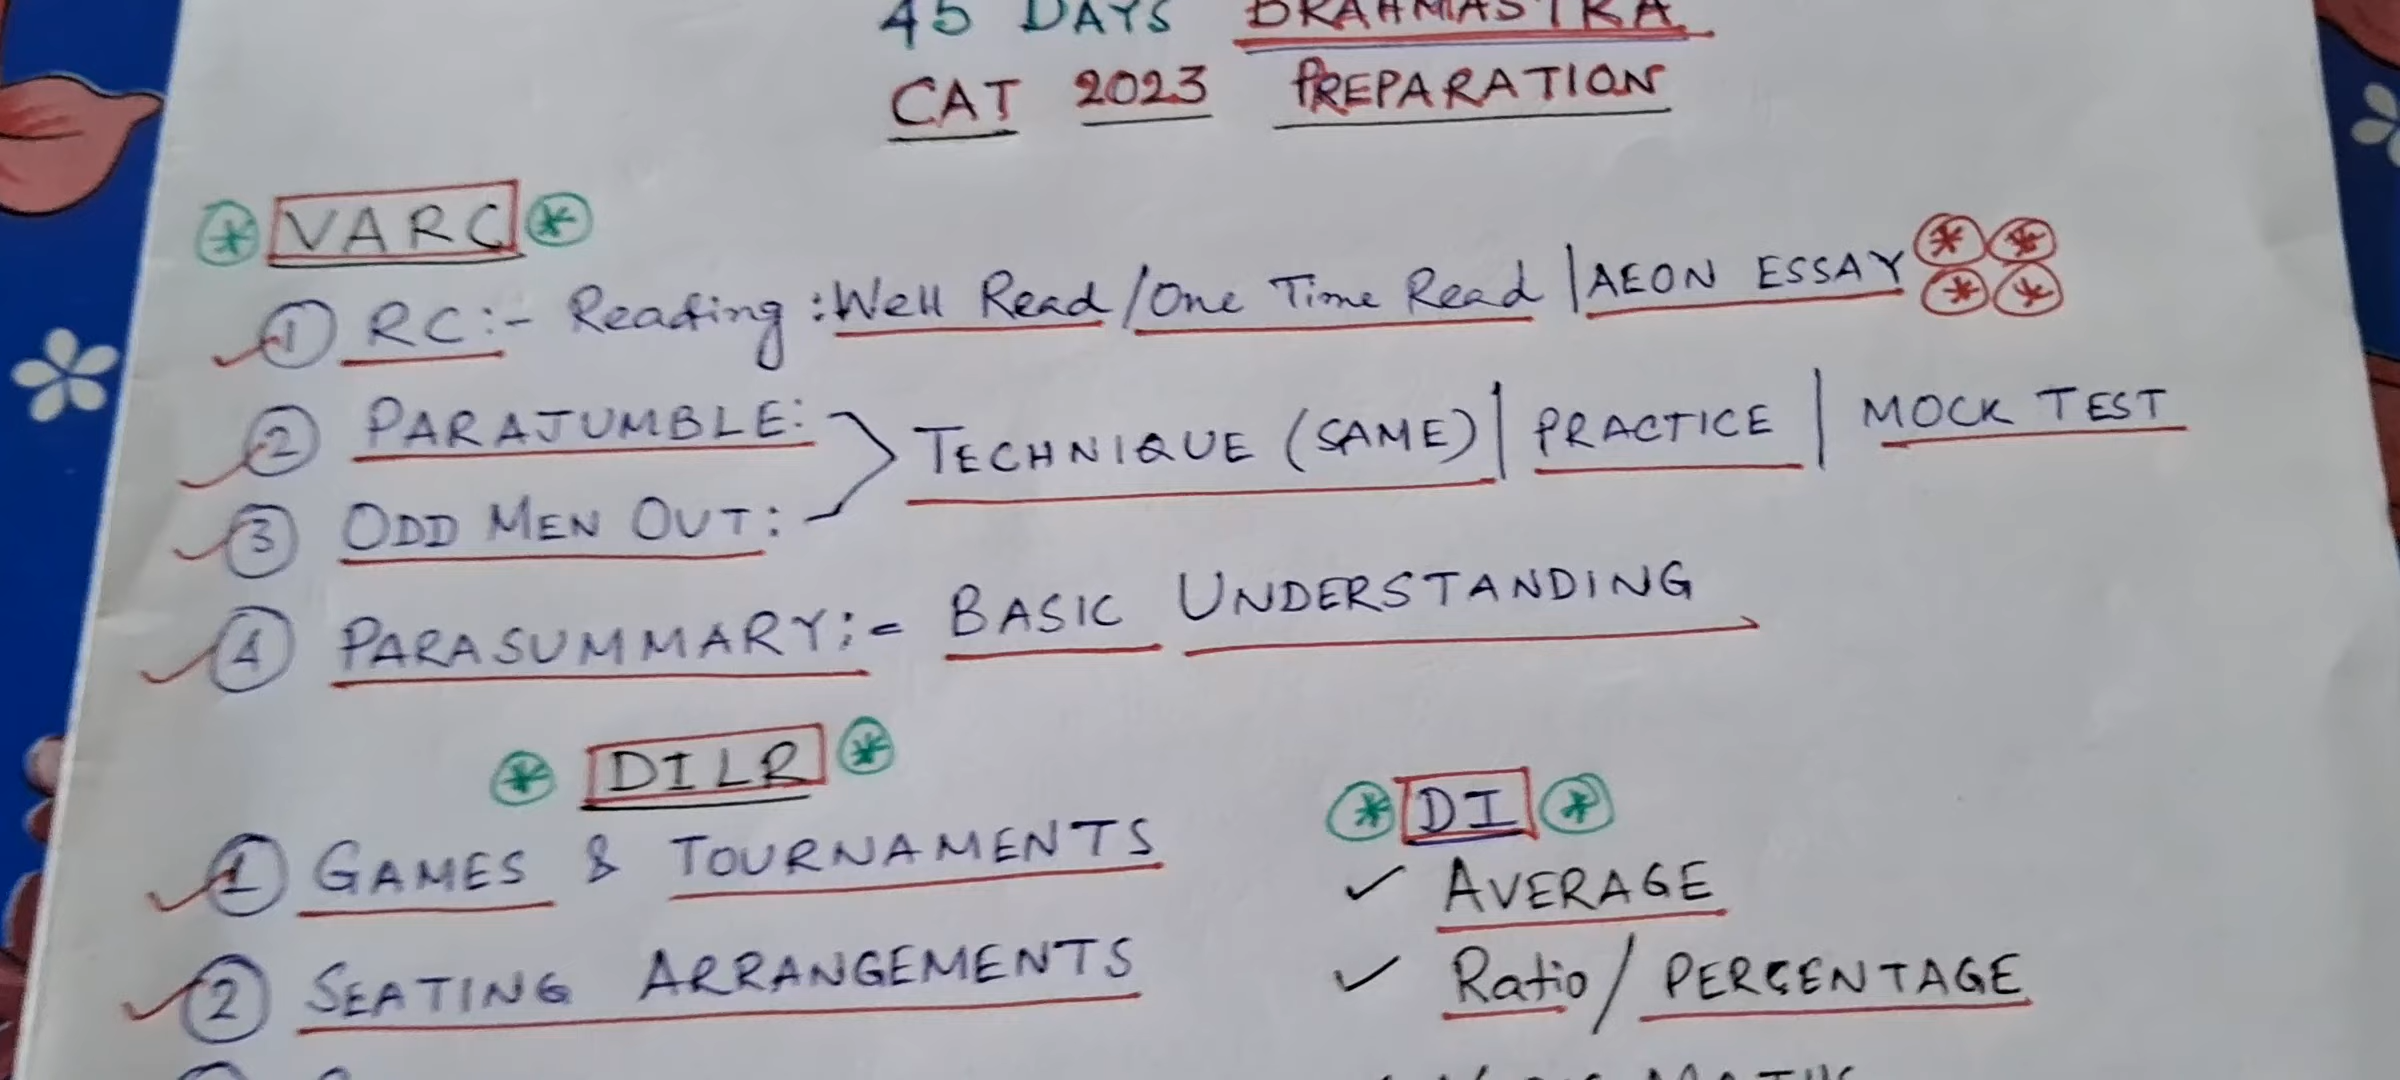 45 DAYS BRAHMASTRA
CAT 2023 PREPARATION
* VARC *
① RC:- Reading : Well Read / One Time Read | AEON ESSAY * * * *
② PARAJUMBLE:
TECHNIQUE (SAME) | PRACTICE | MOCK TEST
③ ODD MEN OUT:
④ PARASUMMARY:- BASIC UNDERSTANDING
* DILR *
① GAMES & TOURNAMENTS
② SEATING ARRANGEMENTS
* DI *
✓ AVERAGE
✓ Ratio / PERCENTAGE